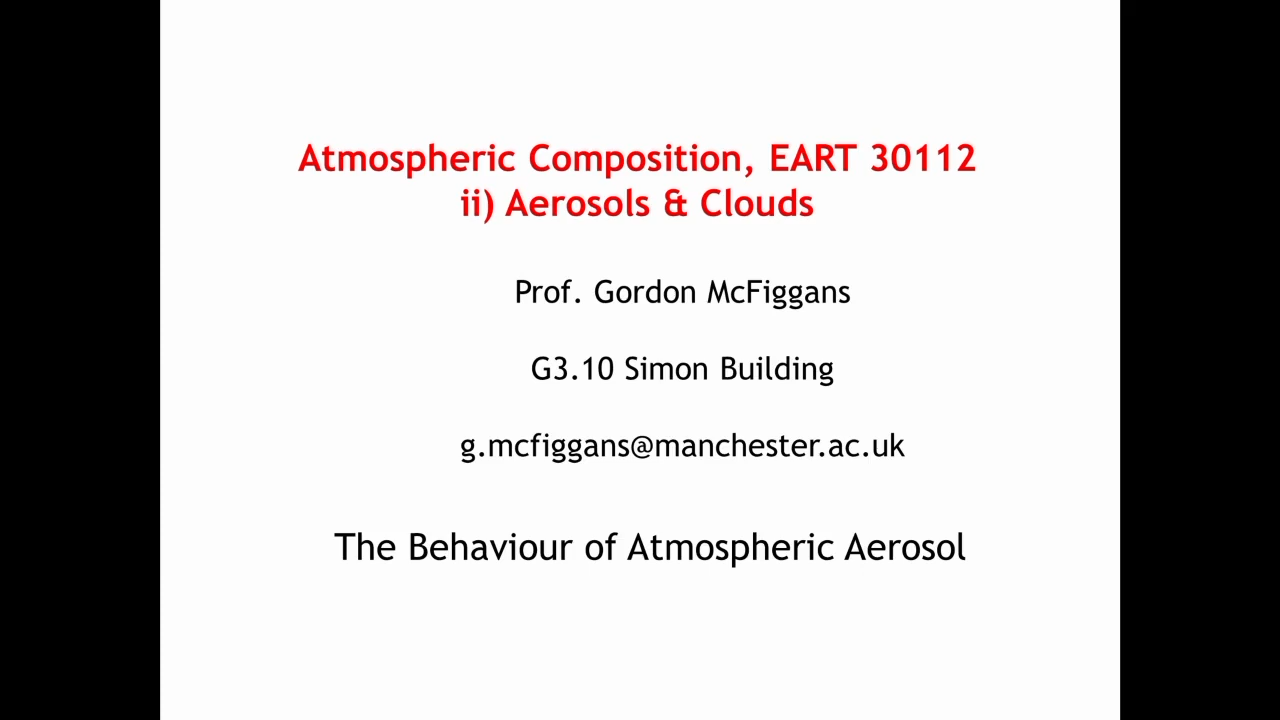 Atmospheric Composition, EART 30112
ii) Aerosols & Clouds
Prof. Gordon McFiggans
G3.10 Simon Building
g.mcfiggans@manchester.ac.uk
The Behaviour of Atmospheric Aerosol